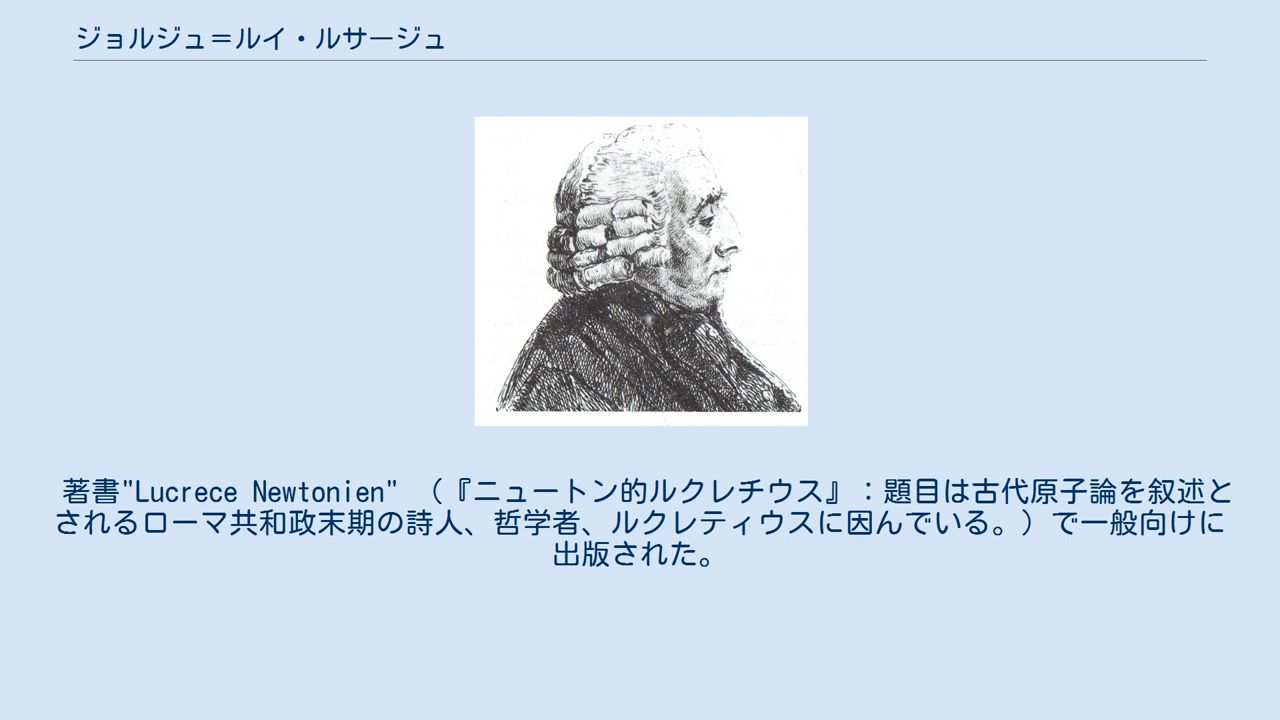 ジョルジュ＝ルイ・ルサージュ
著書"Lucrece Newtonien" （『ニュートン的ルクレチウス』：題目は古代原子論を叙述と
されるローマ共和政末期の詩人、哲学者、ルクレティウスに因んでいる。）で一般向けに
出版された。